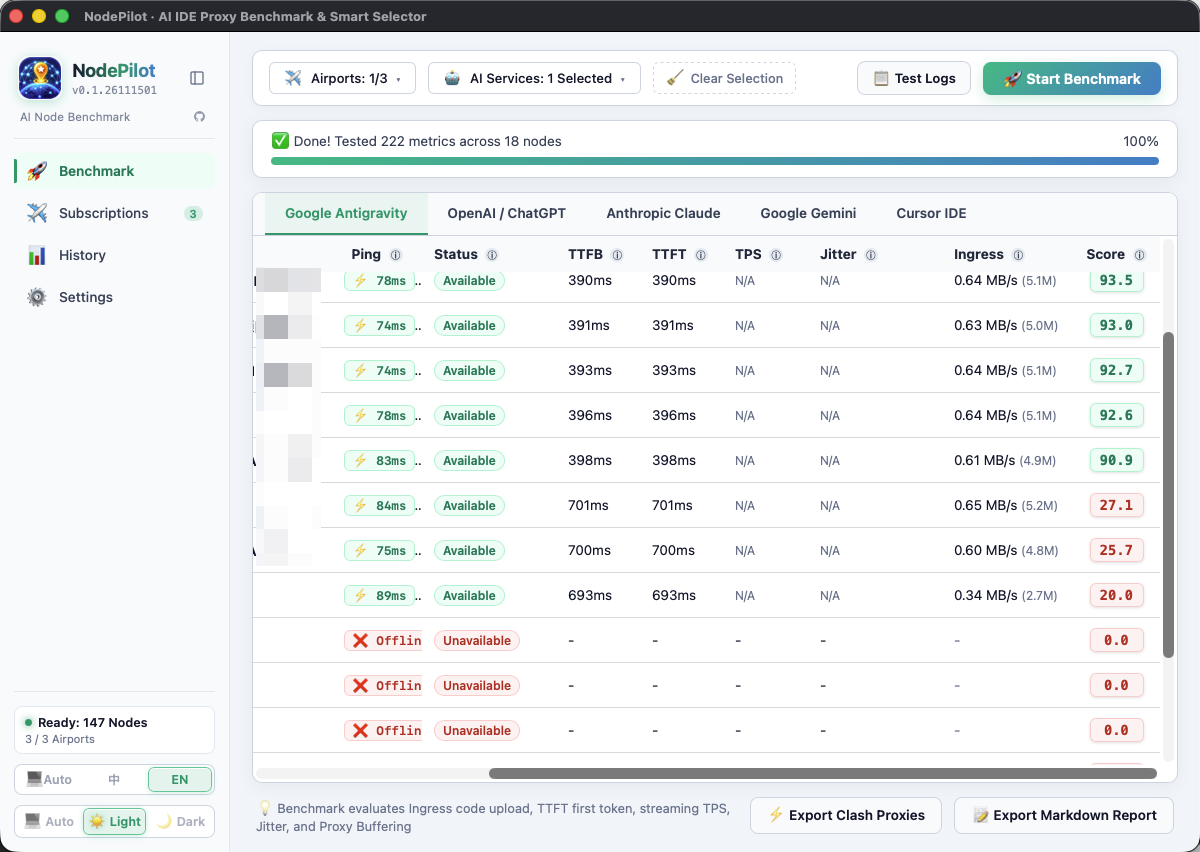 NodePilot · AI IDE Proxy Benchmark & Smart Selector
NodePilot
v0.1.26111501
AI Node Benchmark
Benchmark
Subscriptions 3
History
Settings
Ready: 147 Nodes
3 / 3 Airports
Auto 中 EN
Auto Light Dark
Airports: 1/3 AI Services: 1 Selected Clear Selection Test Logs Start Benchmark
Done! Tested 222 metrics across 18 nodes 100%
Google Antigravity OpenAI / ChatGPT Anthropic Claude Google Gemini Cursor IDE
Ping Status TTFB TTFT TPS Jitter Ingress Score
78ms.. Available 390ms 390ms N/A N/A 0.64 MB/s (5.1M) 93.5
74ms.. Available 391ms 391ms N/A N/A 0.63 MB/s (5.0M) 93.0
74ms.. Available 393ms 393ms N/A N/A 0.64 MB/s (5.1M) 92.7
78ms.. Available 396ms 396ms N/A N/A 0.64 MB/s (5.1M) 92.6
83ms.. Available 398ms 398ms N/A N/A 0.61 MB/s (4.9M) 90.9
84ms.. Available 701ms 701ms N/A N/A 0.65 MB/s (5.2M) 27.1
75ms.. Available 700ms 700ms N/A N/A 0.60 MB/s (4.8M) 25.7
89ms.. Available 693ms 693ms N/A N/A 0.34 MB/s (2.7M) 20.0
Offlin Unavailable - - - - - 0.0
Offlin Unavailable - - - - - 0.0
Offlin Unavailable - - - - - 0.0
Benchmark evaluates Ingress code upload, TTFT first token, streaming TPS,
Jitter, and Proxy Buffering
Export Clash Proxies Export Markdown Report